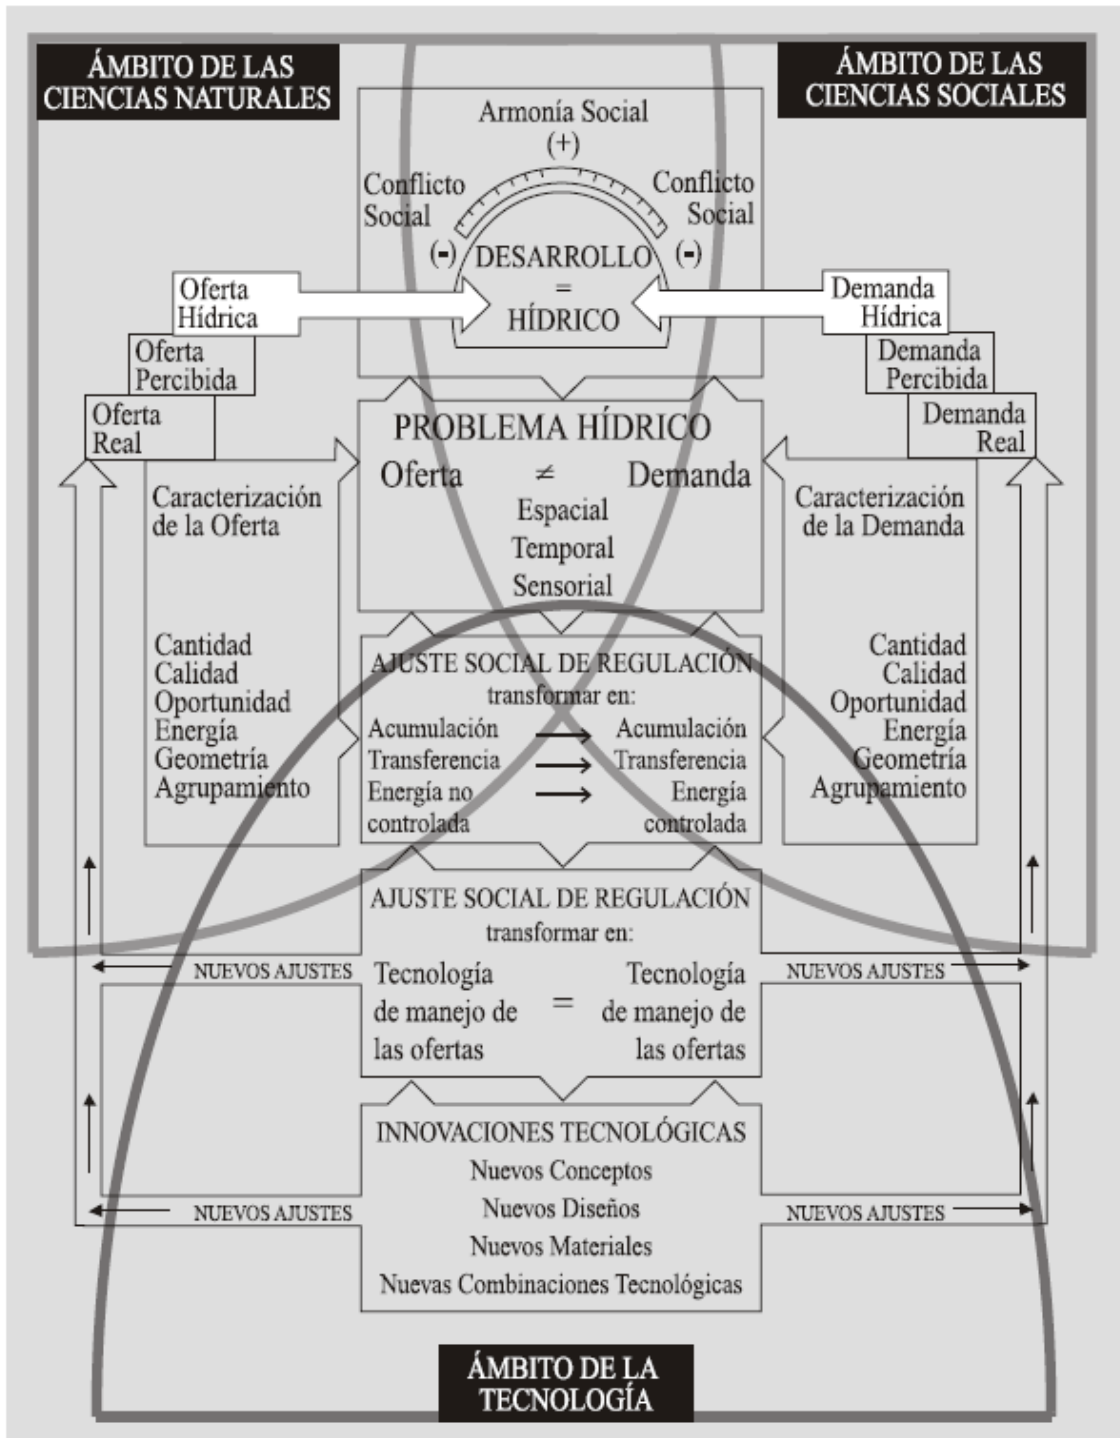 ÁMBITO DE LAS
CIENCIAS NATURALES
ÁMBITO DE LAS
CIENCIAS SOCIALES
Armonía Social
(+)
Conflicto
Social
(-)
Conflicto
Social
(-)
DESARROLLO
=
HÍDRICO
Oferta
Hídrica
Oferta
Percibida
Oferta
Real
Demanda
Hídrica
Demanda
Percibida
Demanda
Real
PROBLEMA HÍDRICO
Oferta ≠ Demanda
Espacial
Temporal
Sensorial
Caracterización
de la Oferta
Cantidad
Calidad
Oportunidad
Energía
Geometría
Agrupamiento
Caracterización
de la Demanda
Cantidad
Calidad
Oportunidad
Energía
Geometría
Agrupamiento
AJUSTE SOCIAL DE REGULACIÓN
transformar en:
Acumulación → Acumulación
Transferencia → Transferencia
Energía no → Energía
controlada controlada
AJUSTE SOCIAL DE REGULACIÓN
transformar en:
Tecnología Tecnología
de manejo de = de manejo de
las ofertas las ofertas
NUEVOS AJUSTES
NUEVOS AJUSTES
INNOVACIONES TECNOLÓGICAS
Nuevos Conceptos
Nuevos Diseños
Nuevos Materiales
Nuevas Combinaciones Tecnológicas
NUEVOS AJUSTES
NUEVOS AJUSTES
ÁMBITO DE LA
TECNOLOGÍA